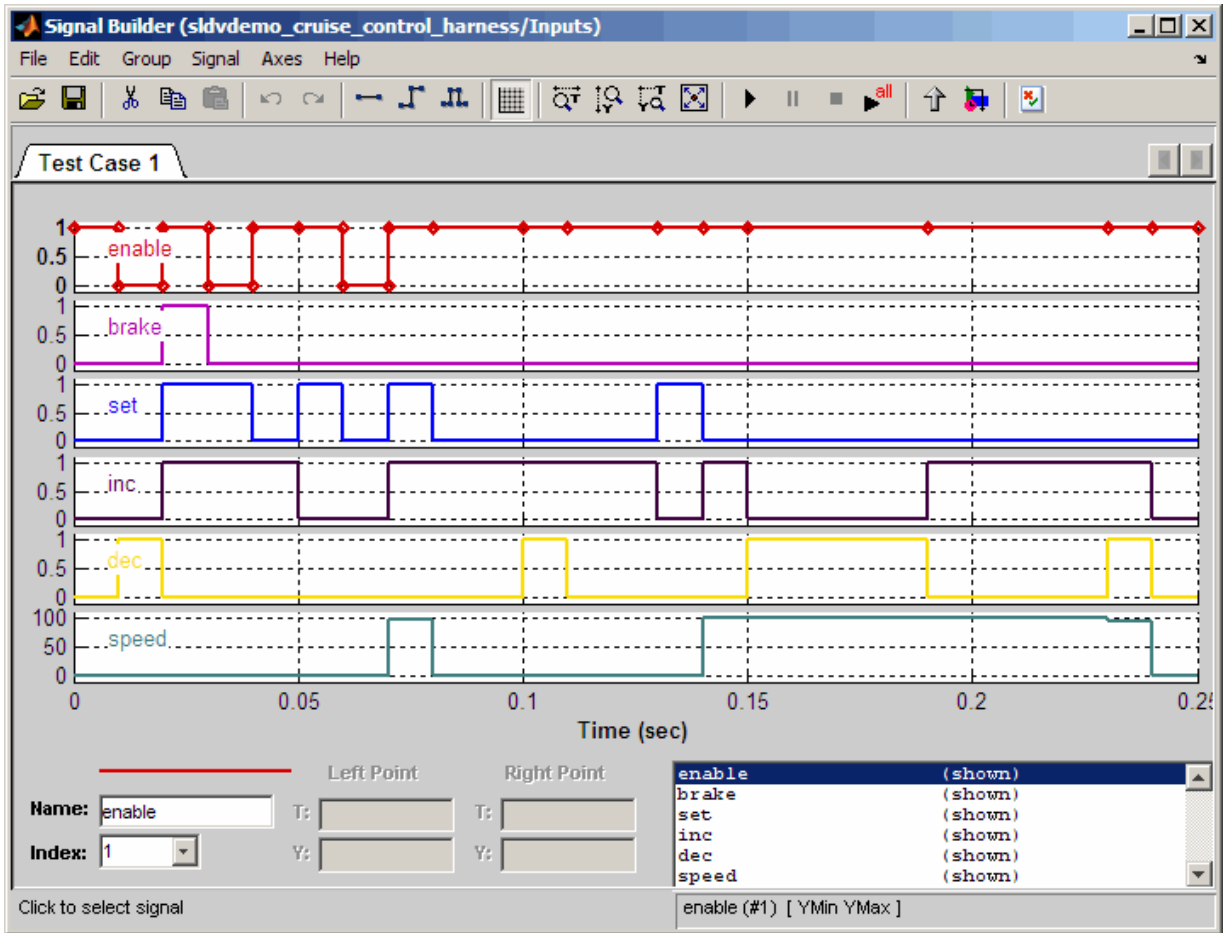 Signal Builder (sldvdemo_cruise_control_harness/Inputs)
File Edit Group Signal Axes Help
all
Test Case 1
1
0.5
0
enable
1
0.5
0
brake
1
0.5
0
set
1
0.5
0
inc
1
0.5
0
dec
100
50
0
speed
0 0.05 0.1 0.15 0.2 0.25
Time (sec)
Left Point Right Point
Name: enable T: T:
Index: 1 Y: Y:
enable (shown)
brake (shown)
set (shown)
inc (shown)
dec (shown)
speed (shown)
Click to select signal
enable (#1) [ YMin YMax ]